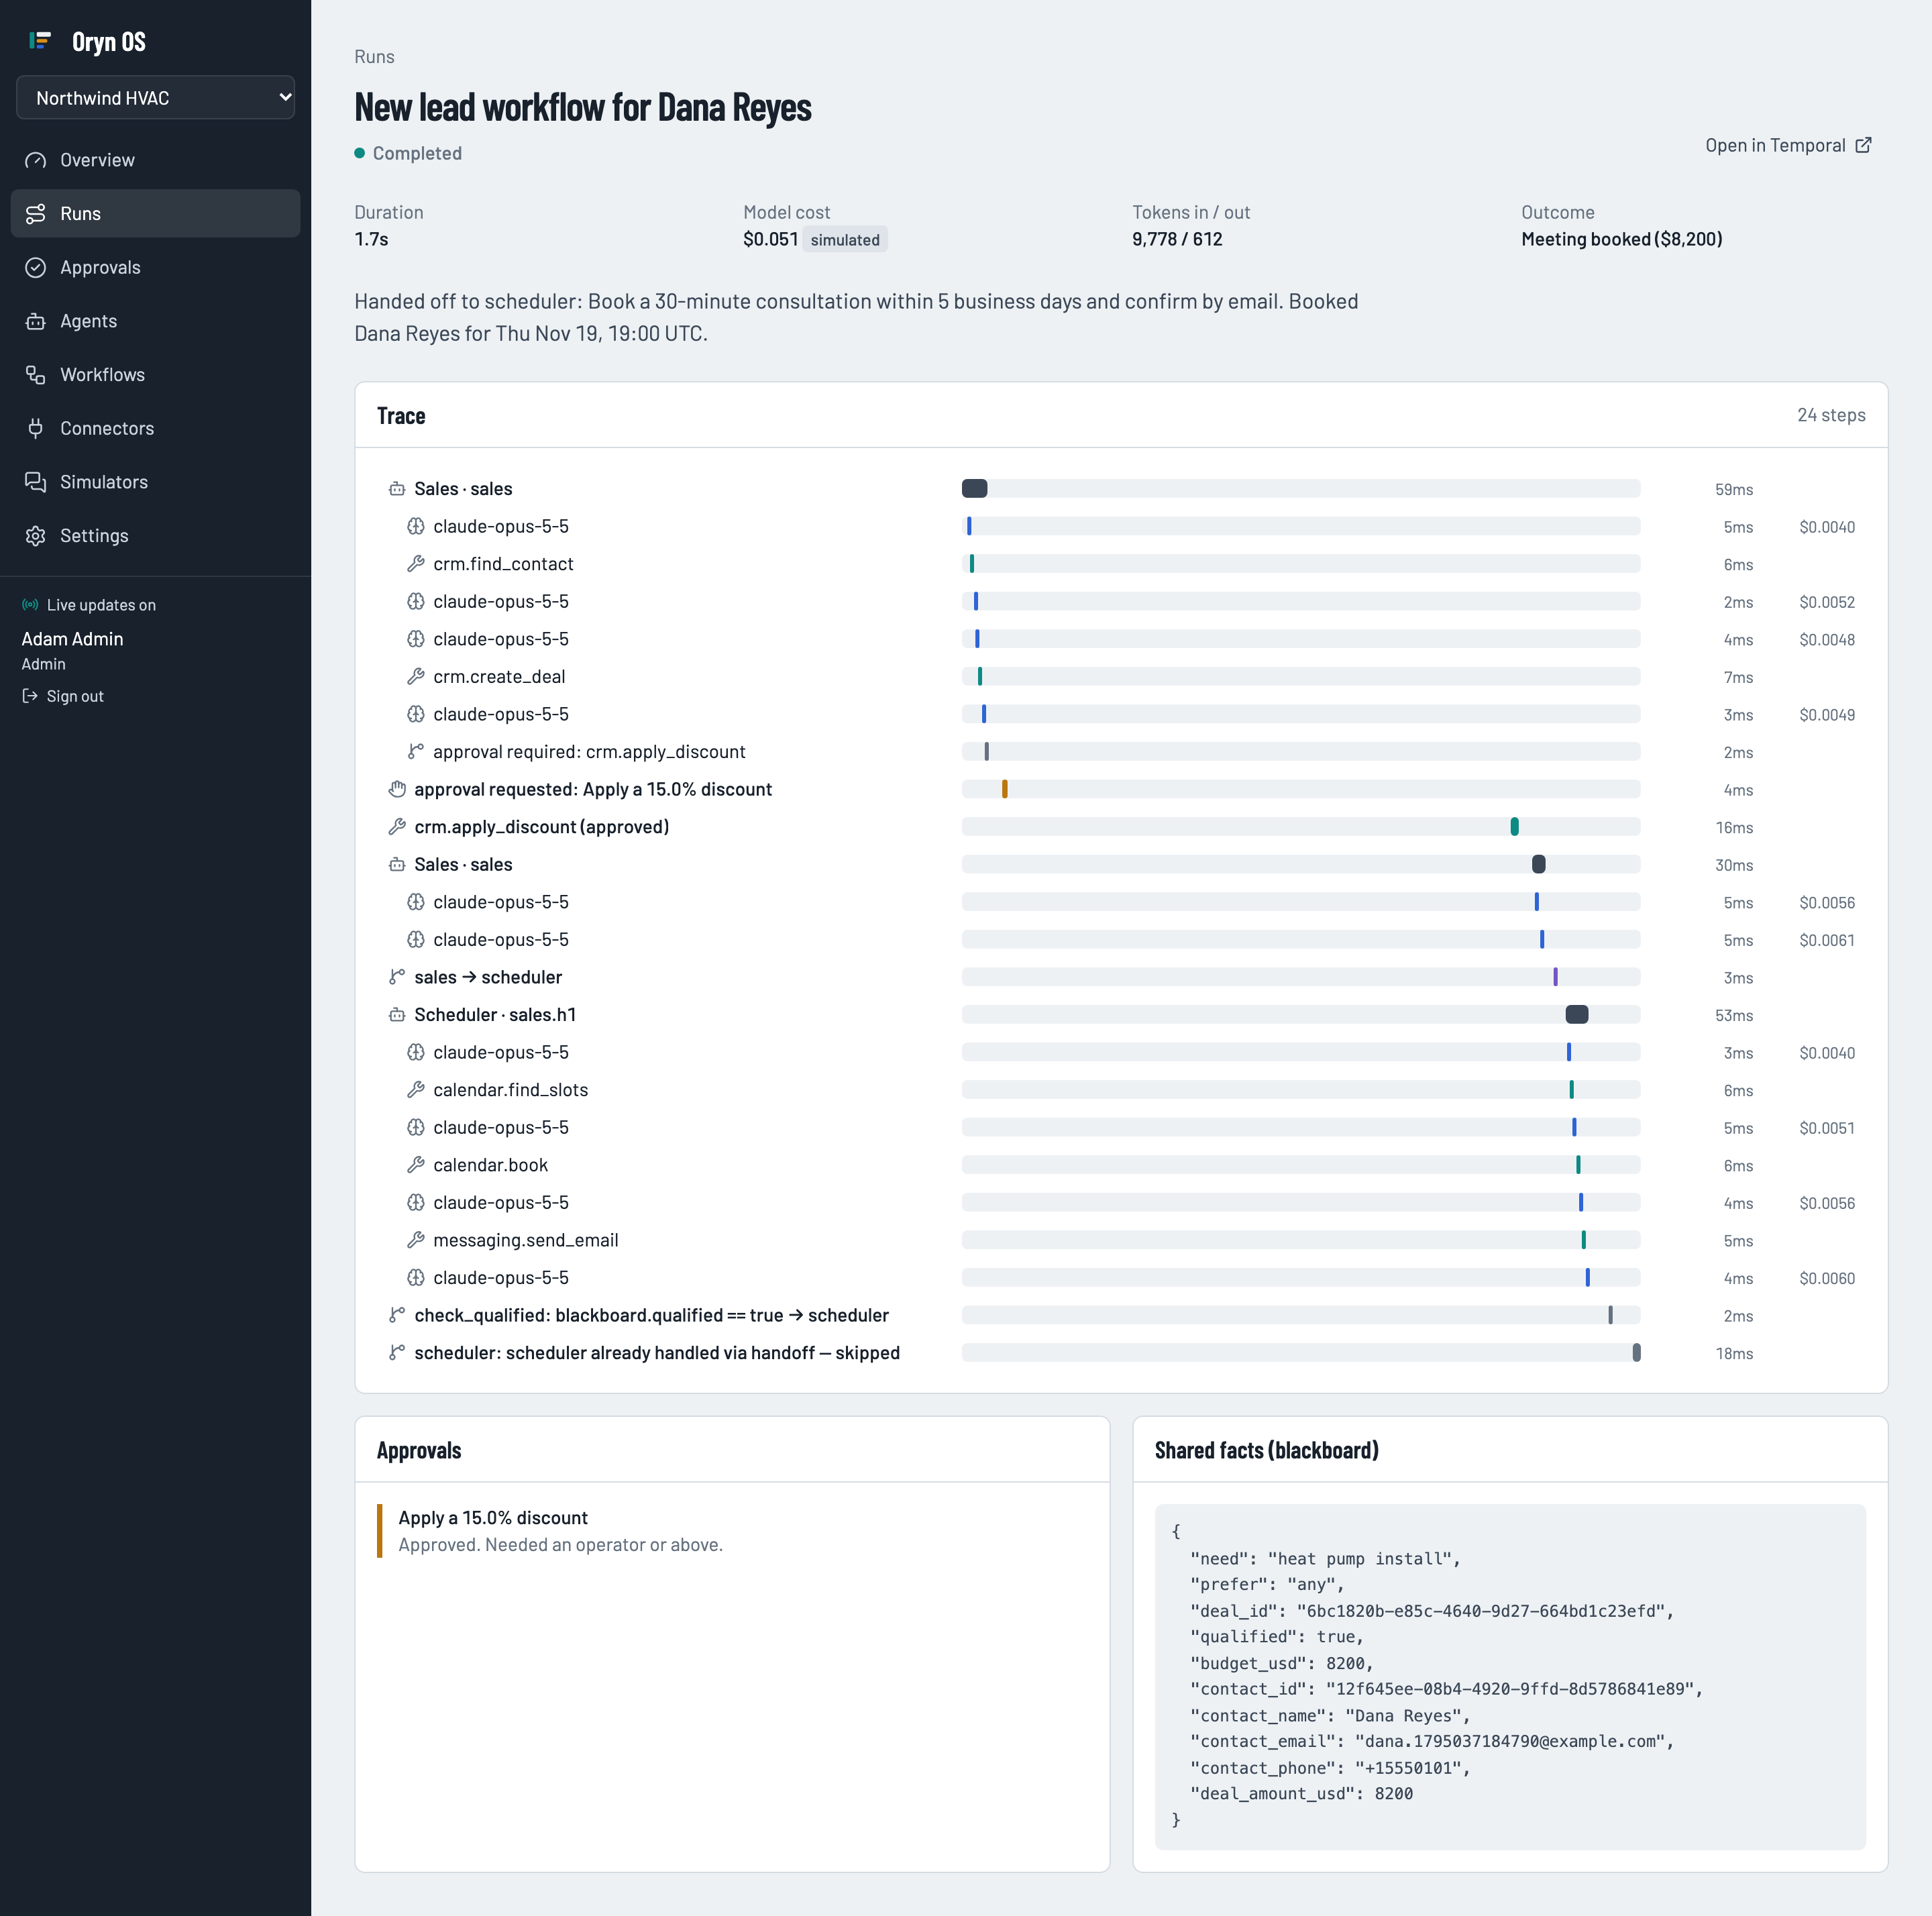 Oryn OS
Northwind HVAC
Overview
Runs
Approvals
Agents
Workflows
Connectors
Simulators
Settings
Live updates on
Adam Admin
Admin
Sign out
Runs
New lead workflow for Dana Reyes
Completed
Open in Temporal
Duration
1.7s
Model cost
$0.051 simulated
Tokens in / out
9,778 / 612
Outcome
Meeting booked ($8,200)
Handed off to scheduler: Book a 30-minute consultation within 5 business days and confirm by email. Booked
Dana Reyes for Thu Nov 19, 19:00 UTC.
Trace 24 steps
Sales · sales 59ms
claude-opus-5-5 5ms $0.0040
crm.find_contact 6ms
claude-opus-5-5 2ms $0.0052
claude-opus-5-5 4ms $0.0048
crm.create_deal 7ms
claude-opus-5-5 3ms $0.0049
approval required: crm.apply_discount 2ms
approval requested: Apply a 15.0% discount 4ms
crm.apply_discount (approved) 16ms
Sales · sales 30ms
claude-opus-5-5 5ms $0.0056
claude-opus-5-5 5ms $0.0061
sales → scheduler 3ms
Scheduler · sales.h1 53ms
claude-opus-5-5 3ms $0.0040
calendar.find_slots 6ms
claude-opus-5-5 5ms $0.0051
calendar.book 6ms
claude-opus-5-5 4ms $0.0056
messaging.send_email 5ms
claude-opus-5-5 4ms $0.0060
check_qualified: blackboard.qualified == true → scheduler 2ms
scheduler: scheduler already handled via handoff — skipped 18ms
Approvals
Apply a 15.0% discount
Approved. Needed an operator or above.
Shared facts (blackboard)
{
"need": "heat pump install",
"prefer": "any",
"deal_id": "6bc1820b-e85c-4640-9d27-664bd1c23efd",
"qualified": true,
"budget_usd": 8200,
"contact_id": "12f645ee-08b4-4920-9ffd-8d5786841e89",
"contact_name": "Dana Reyes",
"contact_email": "dana.1795037184790@example.com",
"contact_phone": "+15550101",
"deal_amount_usd": 8200
}